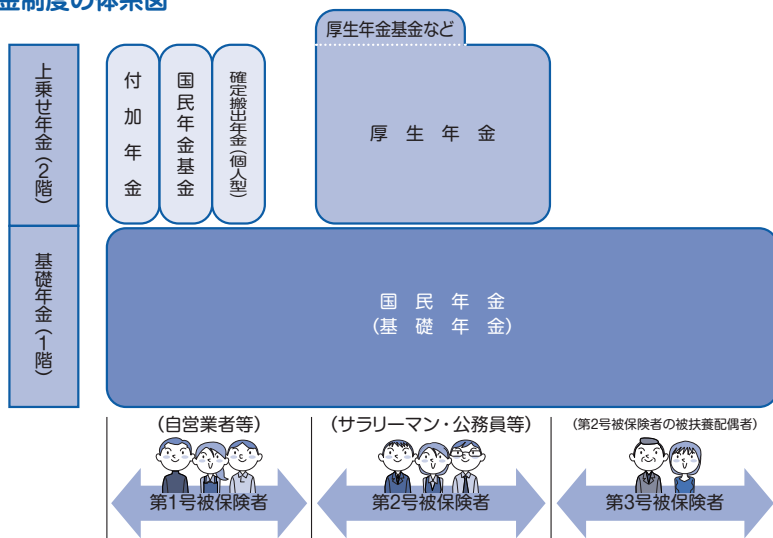 金制度の体系図
厚生年金基金など
上乗せ年金(2階)
付加年金
国民年金基金
確定搬出年金(個人型)
厚生年金
基礎年金(1階)
国民年金
(基礎年金)
(自営業者等)
(サラリーマン・公務員等)
(第2号被保険者の被扶養配偶者)
第1号被保険者
第2号被保険者
第3号被保険者